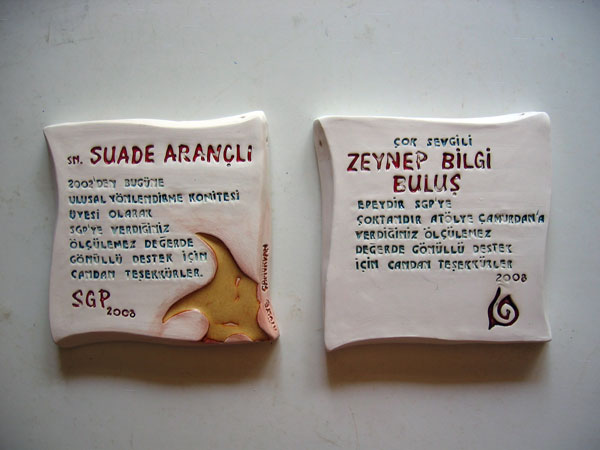 SN. SUADE ARANÇLİ
2002'DEN BUGÜNE
ULUSAL YÖNLENDİRME KOMİTESİ
ÜYESİ OLARAK
SGP'YE VERDİĞİNİZ
ÖLÇÜLEMEZ DEĞERDE
GÖNÜLLÜ DESTEK İÇİN
CANDAN TEŞEKKÜRLER.
SGP 2008
ÇOK SEVGİLİ
ZEYNEP BİLGİ
BULUŞ
EPEYDİR SGP'YE
ÇOKTANDIR ATÖLYE ÇAMURDAN'A
VERDİĞİNİZ ÖLÇÜLEMEZ
DEĞERDE GÖNÜLLÜ DESTEK
İÇİN CANDAN TEŞEKKÜRLER
2008